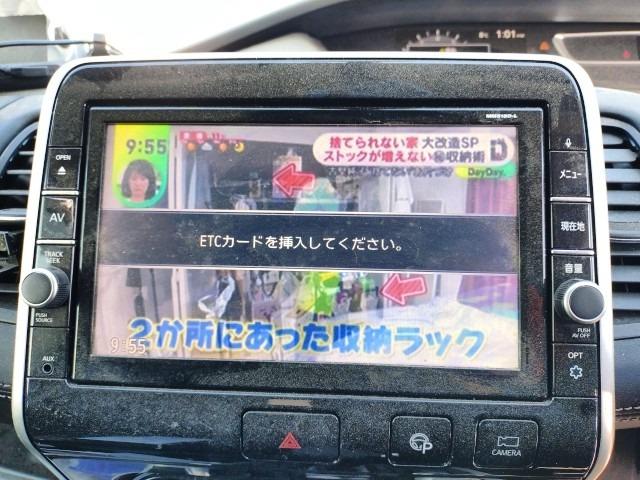 1:01
MM518D-L
9:55
捨てられない家 大改造SP
ストックが増えない㊙収納術
DayDay.
ETCカードを挿入してください。
2か所にあった収納ラック
9:55
OPEN
AV
TRACK
SEEK
PUSH
SOURCE
AUX
メニュー
現在地
音量
PUSH
AV OFF
OPT
P
CAMERA